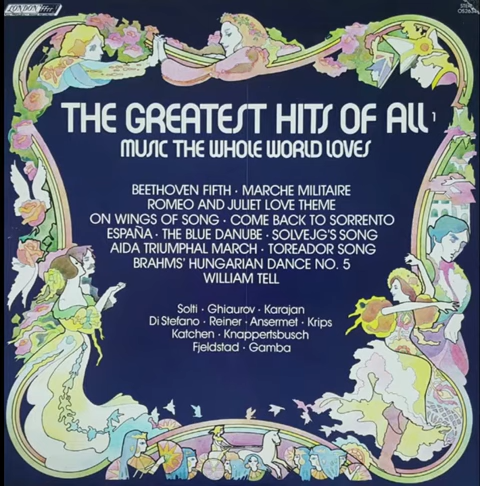 LONDON ffrr
THE GREATEST HITS OF ALL 1
MUSIC THE WHOLE WORLD LOVES
BEETHOVEN FIFTH · MARCHE MILITAIRE
ROMEO AND JULIET LOVE THEME
ON WINGS OF SONG · COME BACK TO SORRENTO
ESPAÑA · THE BLUE DANUBE · SOLVEJG'S SONG
AIDA TRIUMPHAL MARCH · TOREADOR SONG
BRAHMS' HUNGARIAN DANCE NO. 5
WILLIAM TELL
Solti · Ghiaurov · Karajan
Di Stefano · Reiner · Ansermet · Krips
Katchen · Knappertsbusch
Fjeldstad · Gamba